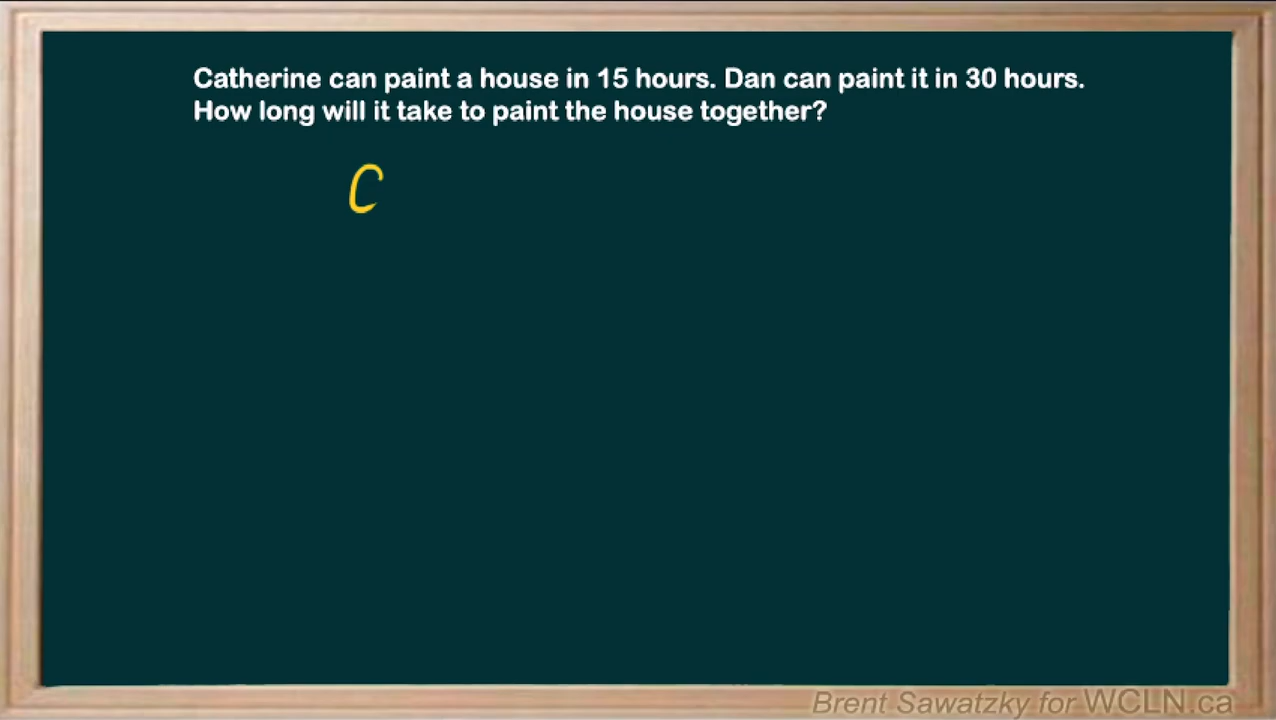 Catherine can paint a house in 15 hours. Dan can paint it in 30 hours.
How long will it take to paint the house together?
C
Brent Sawatzky for WCLN.ca